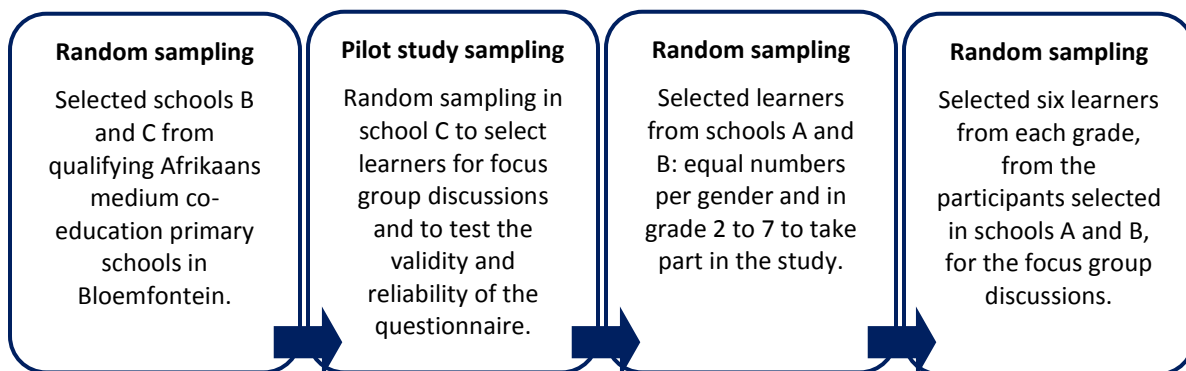 Random sampling
Selected schools B
and C from
qualifying Afrikaans
medium co-
education primary
schools in
Bloemfontein.
Pilot study sampling
Random sampling in
school C to select
learners for focus
group discussions
and to test the
validity and
reliability of the
questionnaire.
Random sampling
Selected learners
from schools A and
B: equal numbers
per gender and in
grade 2 to 7 to take
part in the study.
Random sampling
Selected six learners
from each grade,
from the
participants selected
in schools A and B,
for the focus group
discussions.